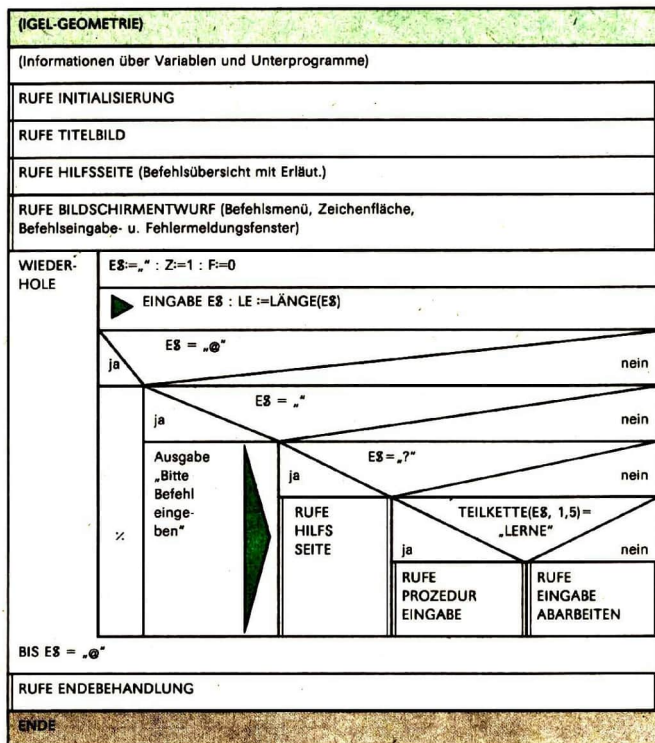 (IGEL-GEOMETRIE)
(Informationen über Variablen und Unterprogramme)
RUFE INITIALISIERUNG
RUFE TITELBILD
RUFE HILFSSEITE (Befehlsübersicht mit Erläut.)
RUFE BILDSCHIRMENTWURF (Befehlsmenü, Zeichenfläche,
Befehlseingabe- u. Fehlermeldungsfenster)
WIEDER-
HOLE
E$:=„“ : Z:=1 : F:=0
EINGABE E$ : LE :=LÄNGE(E$)
E$ = „@“
ja
nein
E$ = „“
ja
nein
E$=„?“
ja
nein
TEILKETTE(E$, 1,5)=
„LERNE“
ja
nein
٪
Ausgabe
„Bitte
Befehl
einge-
ben“
RUFE
HILFS
SEITE
RUFE
PROZEDUR
EINGABE
RUFE
EINGABE
ABARBEITEN
BIS E$ = „@“
RUFE ENDEBEHANDLUNG
ENDE